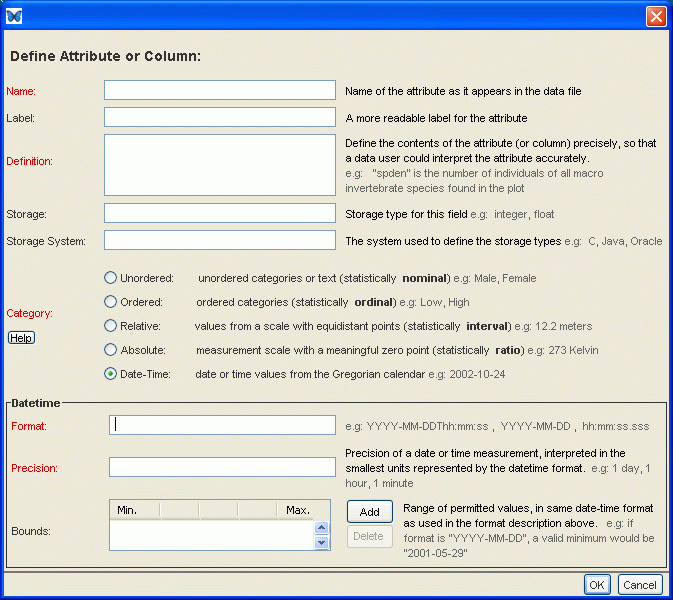 Define Attribute or Column:
Name: Name of the attribute as it appears in the data file
Label: A more readable label for the attribute
Definition: Define the contents of the attribute (or column) precisely, so that
a data user could interpret the attribute accurately.
e.g: "spden" is the number of individuals of all macro
invertebrate species found in the plot
Storage: Storage type for this field e.g: integer, float
Storage System: The system used to define the storage types e.g: C, Java, Oracle
Category:
Help
Unordered: unordered categories or text (statistically nominal) e.g: Male, Female
Ordered: ordered categories (statistically ordinal) e.g: Low, High
Relative: values from a scale with equidistant points (statistically interval) e.g: 12.2 meters
Absolute: measurement scale with a meaningful zero point (statistically ratio) e.g: 273 Kelvin
Date-Time: date or time values from the Gregorian calendar e.g: 2002-10-24
Datetime
Format: e.g: YYYY-MM-DDThh:mm:ss , YYYY-MM-DD , hh:mm:ss.sss
Precision: Precision of a date or time measurement, interpreted in the
smallest units represented by the datetime format. e.g: 1 day, 1
hour, 1 minute
Bounds: Min. Max.
Add
Delete
Range of permitted values, in same date-time format
as used in the format description above. e.g: if
format is "YYYY-MM-DD", a valid minimum would be
"2001-05-29"
OK Cancel